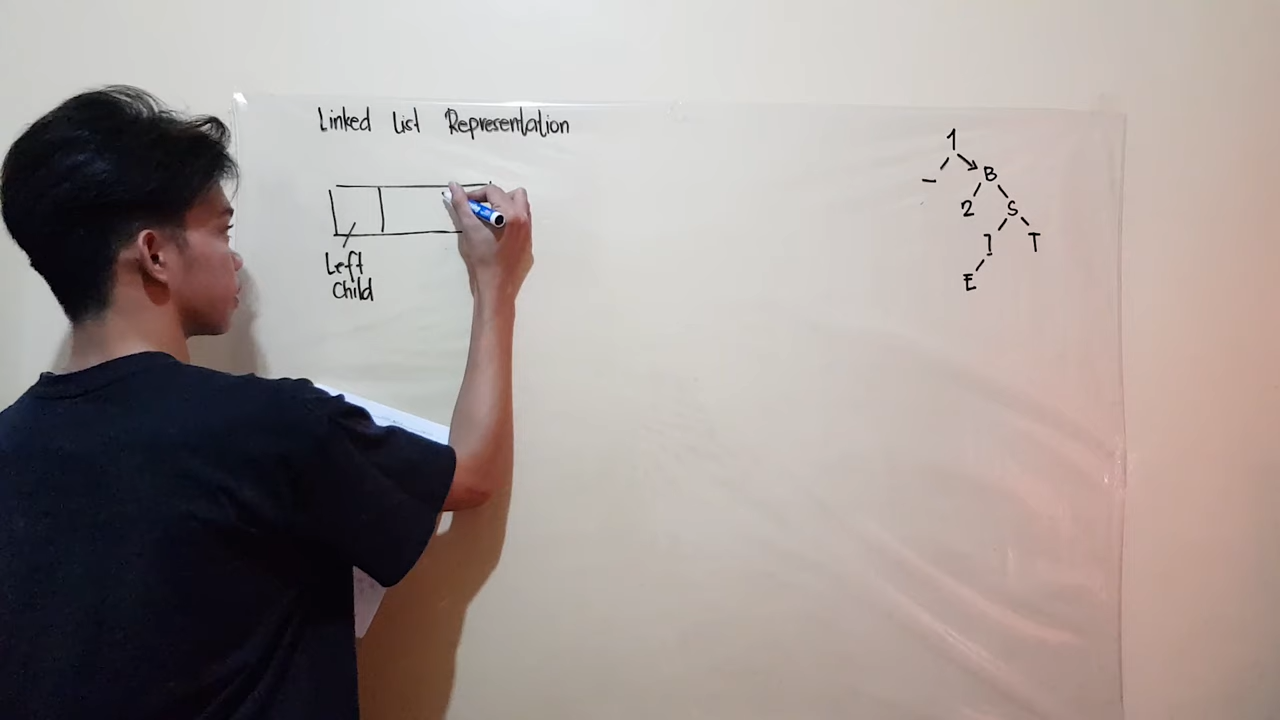 Linked List Representation
Left
Child
1
– B
2 S
T
E